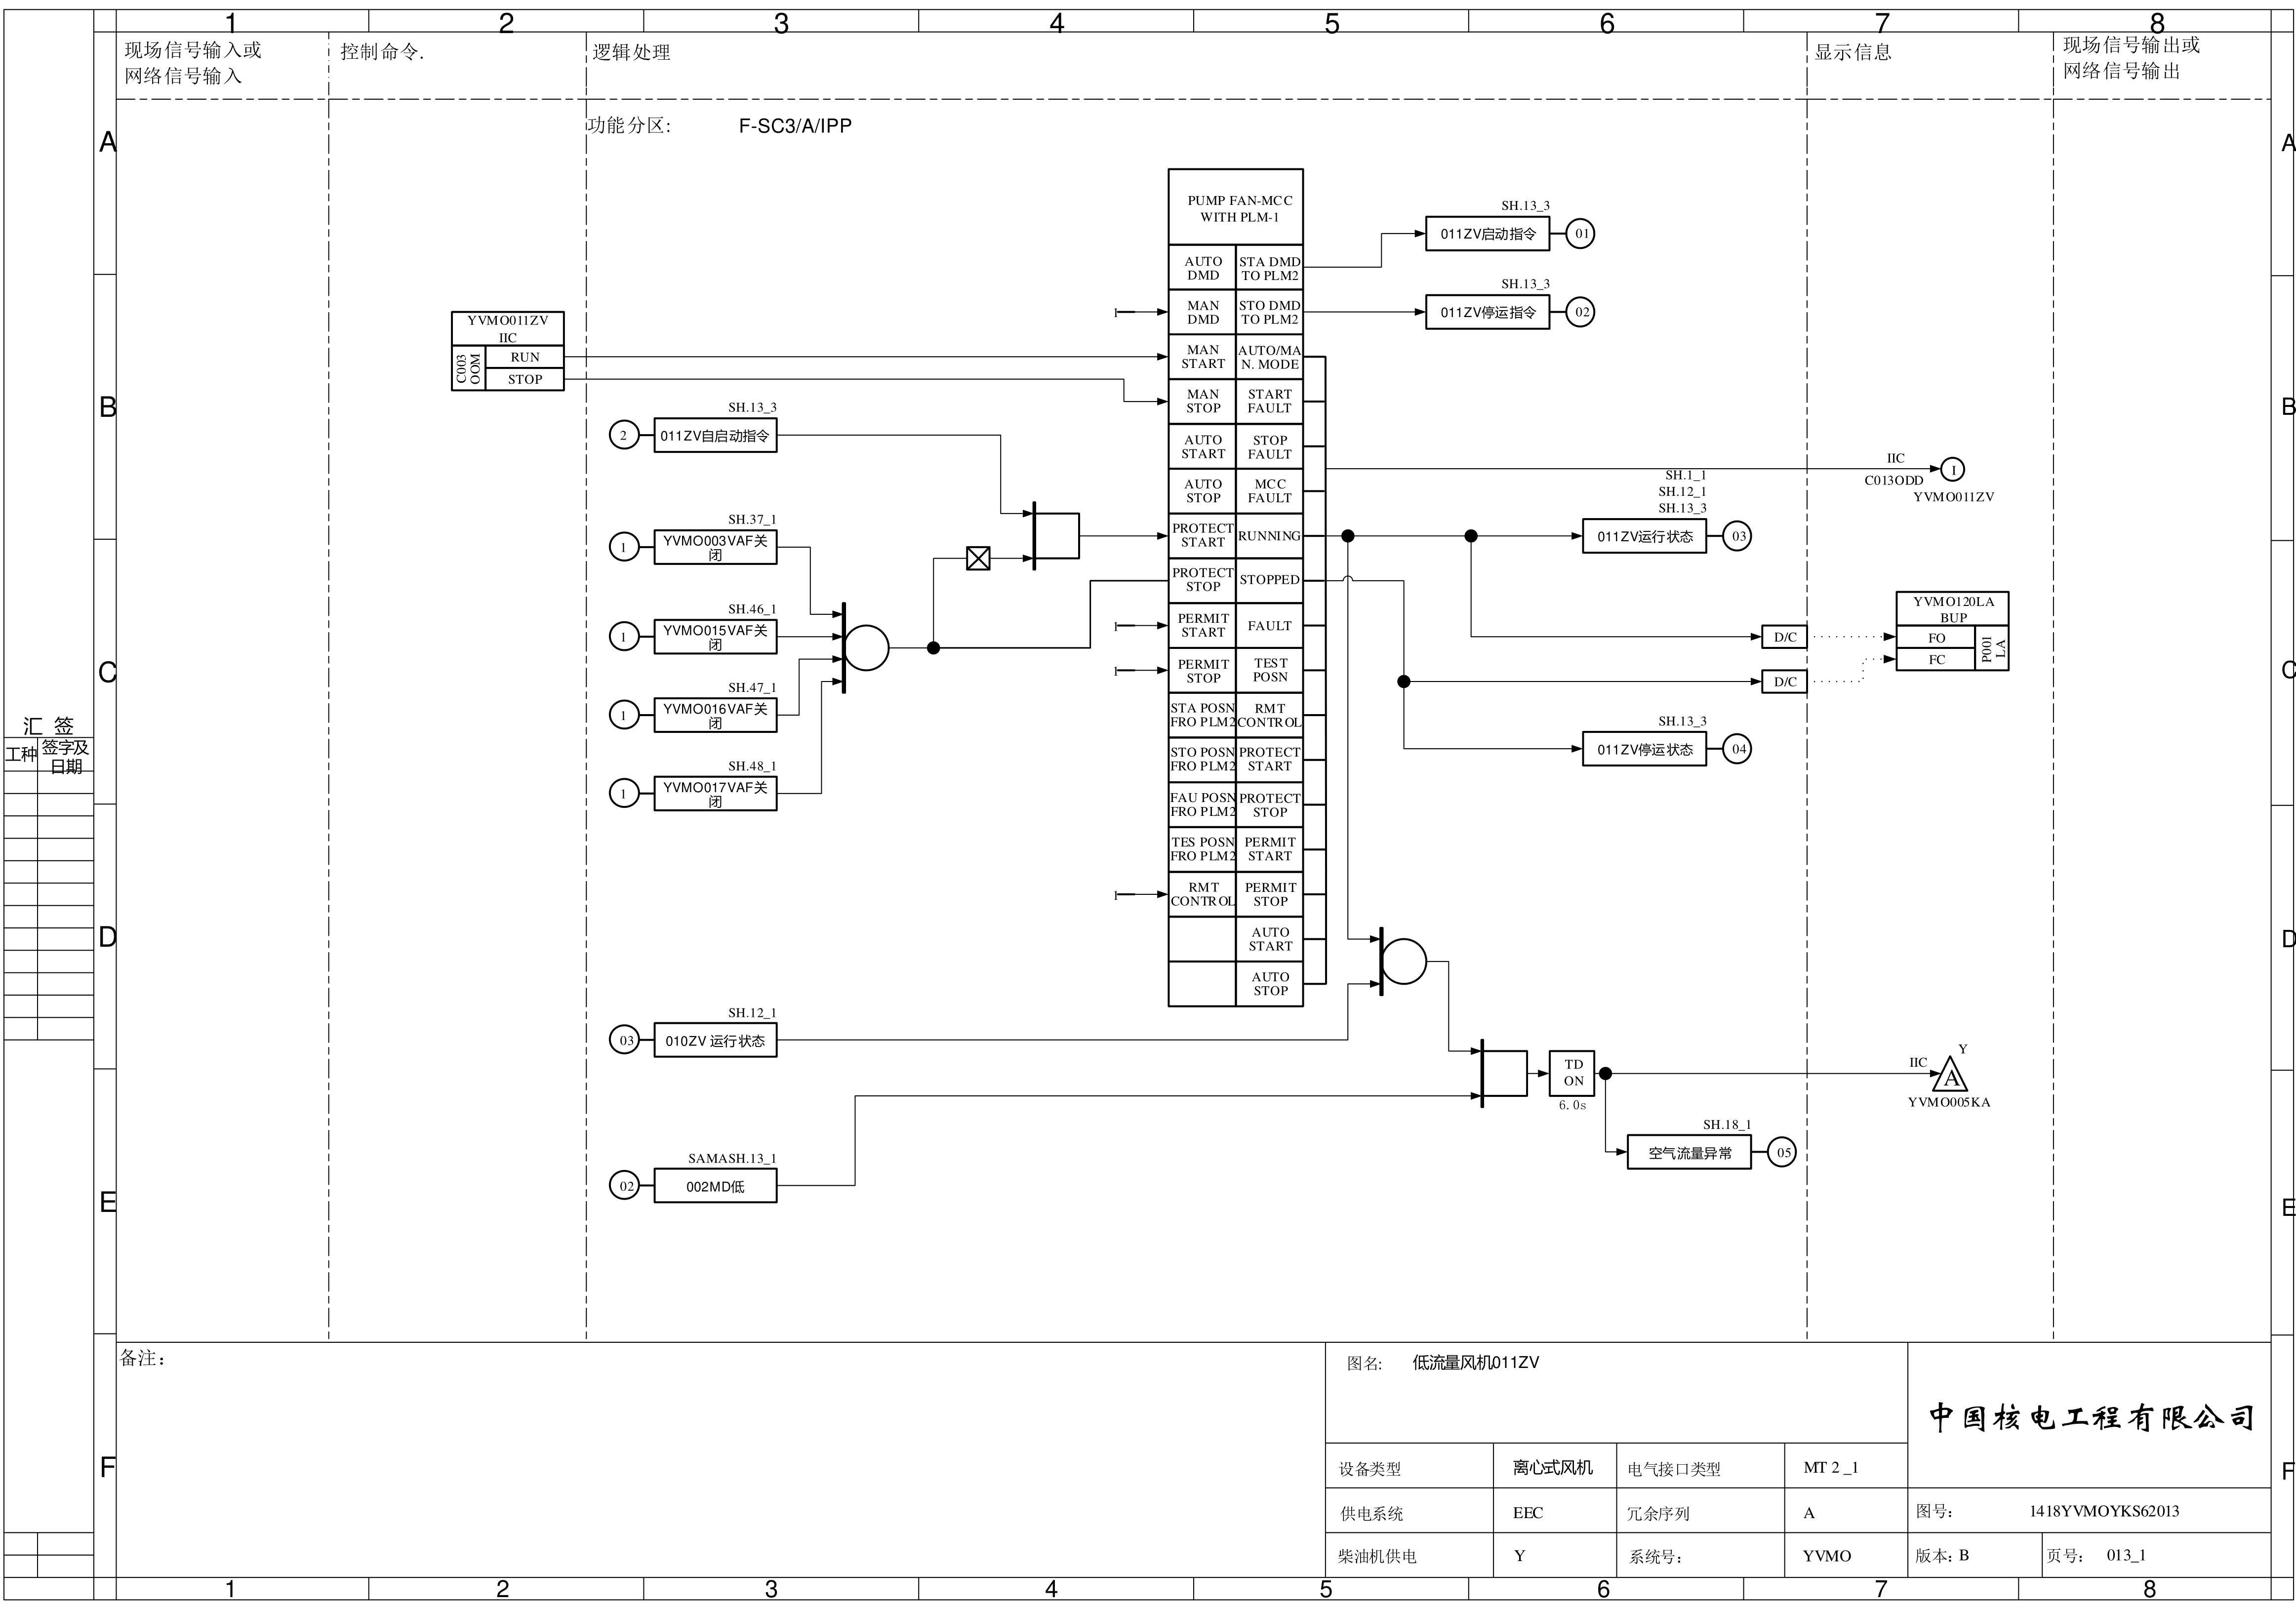 1 2 3 4 5 6 7 8
现场信号输入或
网络信号输入
控制命令.
逻辑处理
显示信息
现场信号输出或
网络信号输出
A
A
功能分区: F-SC3/A/IPP
PUMP FAN-MCC
WITH PLM-1
AUTO
DMD
STA DMD
TO PLM2
MAN
DMD
STO DMD
TO PLM2
MAN
START
AUTO/MA
N. MODE
MAN
STOP
START
FAULT
AUTO
START
STOP
FAULT
AUTO
STOP
MCC
FAULT
PROTECT
START
RUNNING
PROTECT
STOP
STOPPED
PERMIT
START
FAULT
PERMIT
STOP
TEST
POSN
STA POSN
FRO PLM2
RMT
CONTROL
STO POSN
FRO PLM2
PROTECT
START
FAU POSN
FRO PLM2
PROTECT
STOP
TES POSN
FRO PLM2
PERMIT
START
RMT
CONTROL
PERMIT
STOP
AUTO
START
AUTO
STOP
1
1
1
1
SH.13_3
011ZV启动指令
01
SH.13_3
011ZV停运指令
02
YVMO011ZV
IIC
C003
OOM
RUN
STOP
B
B
SH.13_3
2
011ZV自启动指令
SH.37_1
1
YVMO003VAF关
闭
SH.46_1
1
YVMO015VAF关
闭
SH.47_1
1
YVMO016VAF关
闭
SH.48_1
1
YVMO017VAF关
闭
IIC
I
C013ODD
YVMO011ZV
SH.1_1
SH.12_1
SH.13_3
011ZV运行状态
03
C
C
D/C
D/C
YVMO120LA
BUP
FO
FC
P001
LA
SH.13_3
011ZV停运状态
04
汇 签
工种
签字及
日期
D
D
SH.12_1
03
010ZV 运行状态
TD
ON
6.0s
IIC
Y
A
YVMO005KA
SH.18_1
空气流量异常
05
SAMASH.13_1
02
002MD低
E
E
备注:
F
F
图名: 低流量风机011ZV
中国核电工程有限公司
设备类型 离心式风机 电气接口类型 MT 2 _1
供电系统 EEC 冗余序列 A 图号: 1418YVMOYKS62013
柴油机供电 Y 系统号: YVMO 版本: B 页号: 013_1
1 2 3 4 5 6 7 8